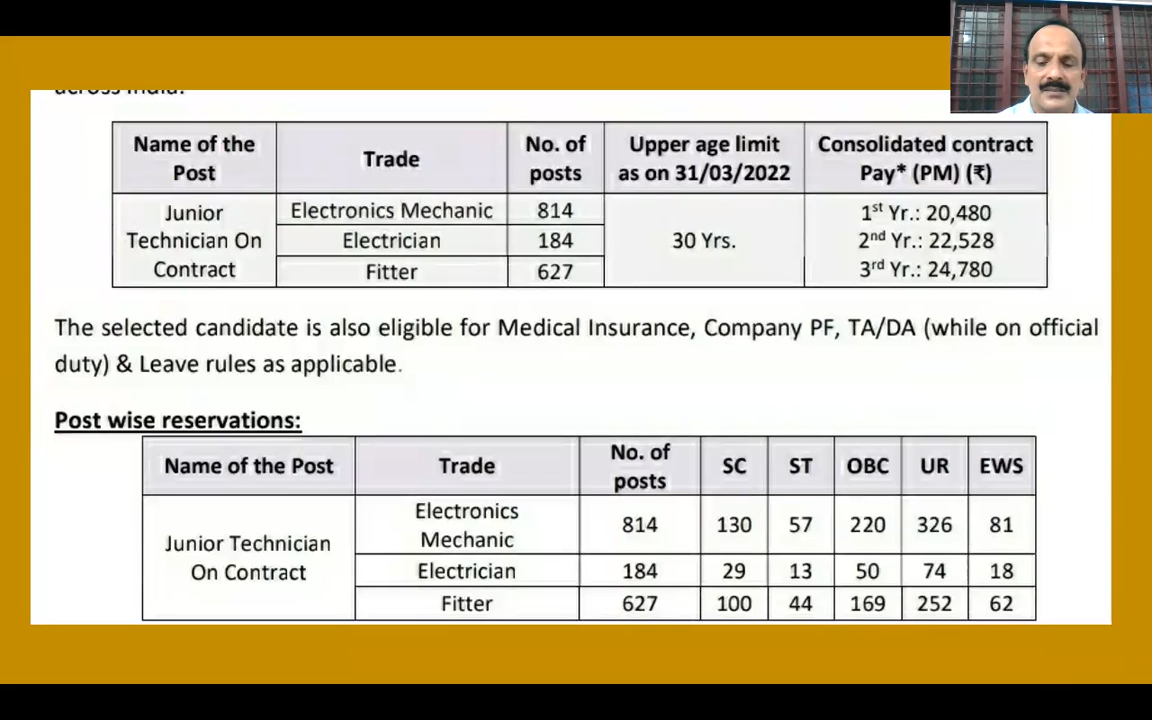 across India.
Name of the Post | Trade | No. of posts | Upper age limit as on 31/03/2022 | Consolidated contract Pay* (PM) (₹)
Junior Technician On Contract | Electronics Mechanic | 814 | 30 Yrs. | 1st Yr.: 20,480
Electrician | 184 | 2nd Yr.: 22,528
Fitter | 627 | 3rd Yr.: 24,780
The selected candidate is also eligible for Medical Insurance, Company PF, TA/DA (while on official
duty) & Leave rules as applicable.
Post wise reservations:
Name of the Post | Trade | No. of posts | SC | ST | OBC | UR | EWS
Junior Technician On Contract | Electronics Mechanic | 814 | 130 | 57 | 220 | 326 | 81
Electrician | 184 | 29 | 13 | 50 | 74 | 18
Fitter | 627 | 100 | 44 | 169 | 252 | 62